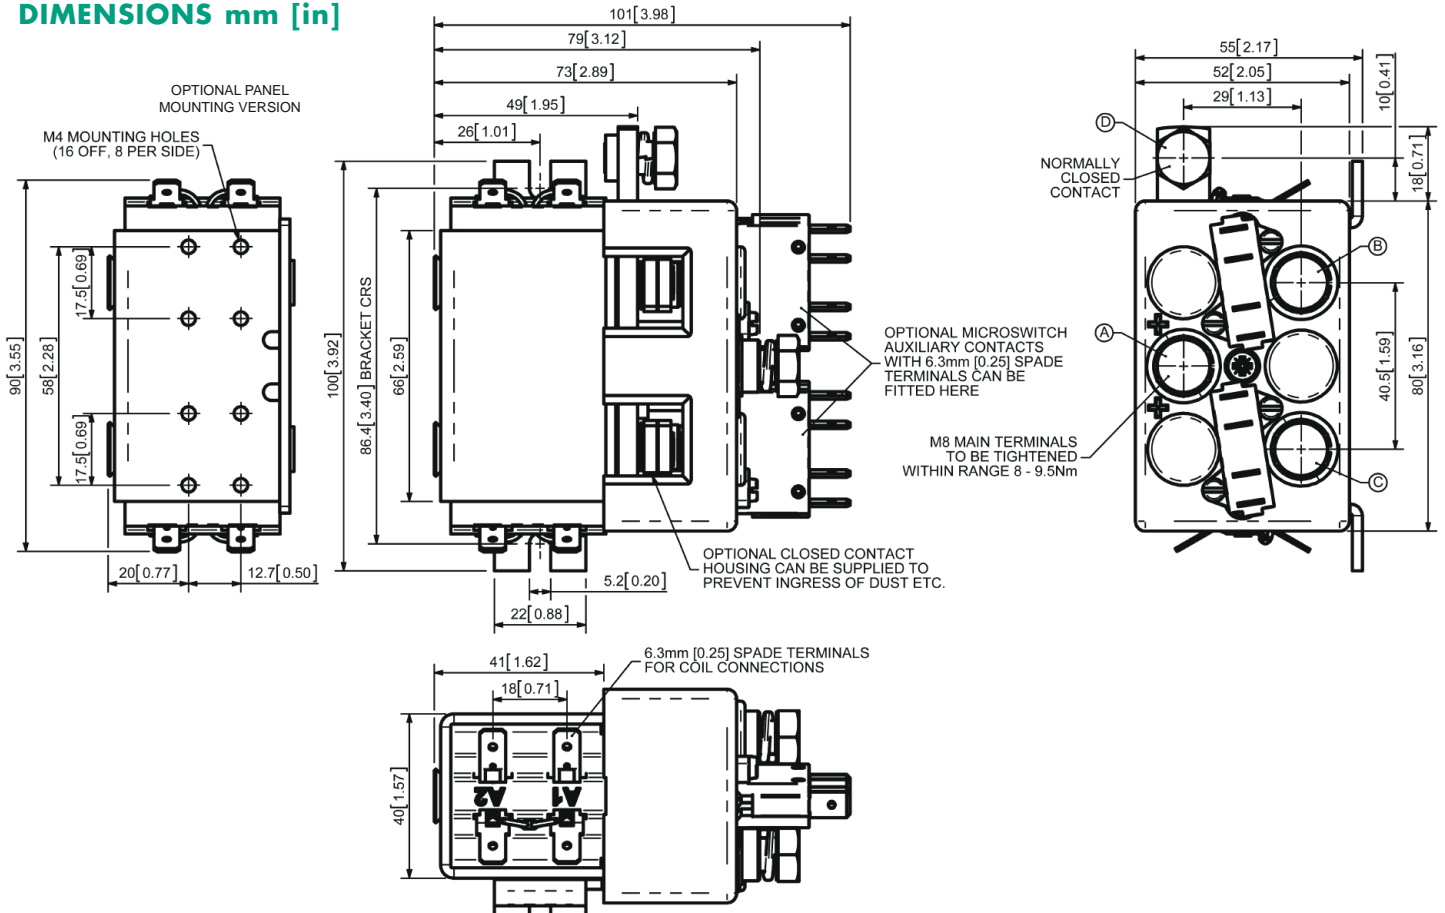 DIMENSIONS mm [in]
OPTIONAL PANEL
MOUNTING VERSION
M4 MOUNTING HOLES
(16 OFF, 8 PER SIDE)
90[3.55]
58[2.28]
17.5[0.69]
17.5[0.69]
20[0.77]
12.7[0.50]
101[3.98]
79[3.12]
73[2.89]
49[1.95]
26[1.01]
100[3.92]
86.4[3.40] BRACKET CRS
66[2.59]
5.2[0.20]
22[0.88]
OPTIONAL MICROSWITCH
AUXILIARY CONTACTS
WITH 6.3mm [0.25] SPADE
TERMINALS CAN BE
FITTED HERE
OPTIONAL CLOSED CONTACT
HOUSING CAN BE SUPPLIED TO
PREVENT INGRESS OF DUST ETC.
55[2.17]
52[2.05]
29[1.13]
10[0.41]
18[0.71]
D
NORMALLY
CLOSED
CONTACT
B
A
C
40.5[1.59]
80[3.16]
M8 MAIN TERMINALS
TO BE TIGHTENED
WITHIN RANGE 8 - 9.5Nm
6.3mm [0.25] SPADE TERMINALS
FOR COIL CONNECTIONS
41[1.62]
18[0.71]
40[1.57]
A2
A1